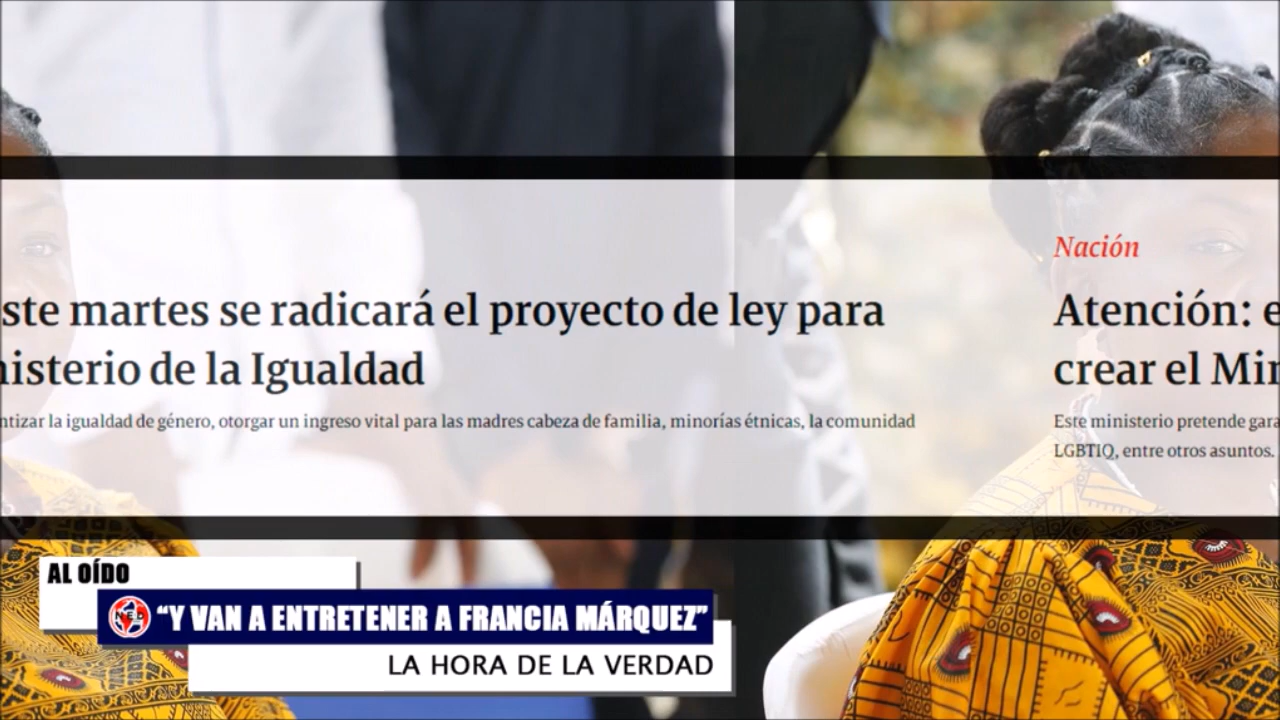 ste martes se radicará el proyecto de ley para
nisterio de la Igualdad
ntizar la igualdad de género, otorgar un ingreso vital para las madres cabeza de familia, minorías étnicas, la comunidad
Nación
Atención: e
crear el Min
Este ministerio pretende gara
LGBTIQ, entre otros asuntos.
AL OÍDO
“Y VAN A ENTRETENER A FRANCIA MÁRQUEZ”
LA HORA DE LA VERDAD